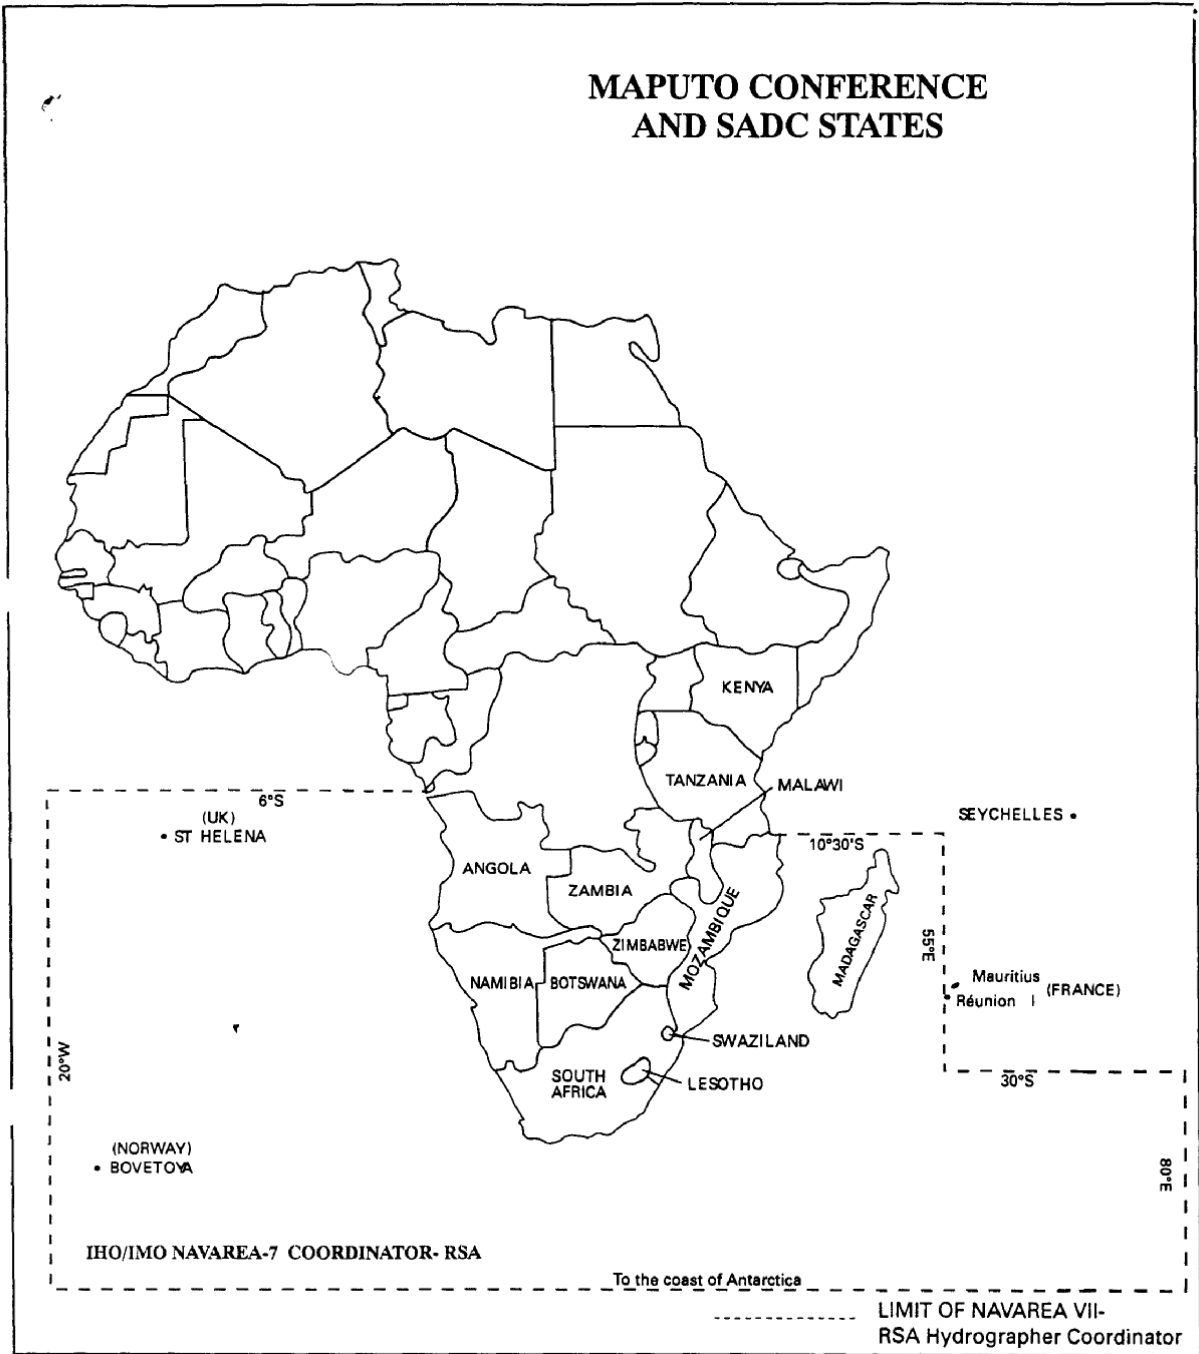 MAPUTO CONFERENCE
AND SADC STATES
KENYA
TANZANIA
MALAWI
6°S
(UK)
ST HELENA
SEYCHELLES
10°30'S
ANGOLA
ZAMBIA
MOZAMBIQUE
MADAGASCAR
ZIMBABWE
55°E
NAMIBIA
BOTSWANA
Mauritius
Réunion I
(FRANCE)
SWAZILAND
20°W
SOUTH
AFRICA
LESOTHO
30°S
(NORWAY)
BOVETOYA
80°E
IHO/IMO NAVAREA-7 COORDINATOR- RSA
To the coast of Antarctica
LIMIT OF NAVAREA VII-
RSA Hydrographer Coordinator